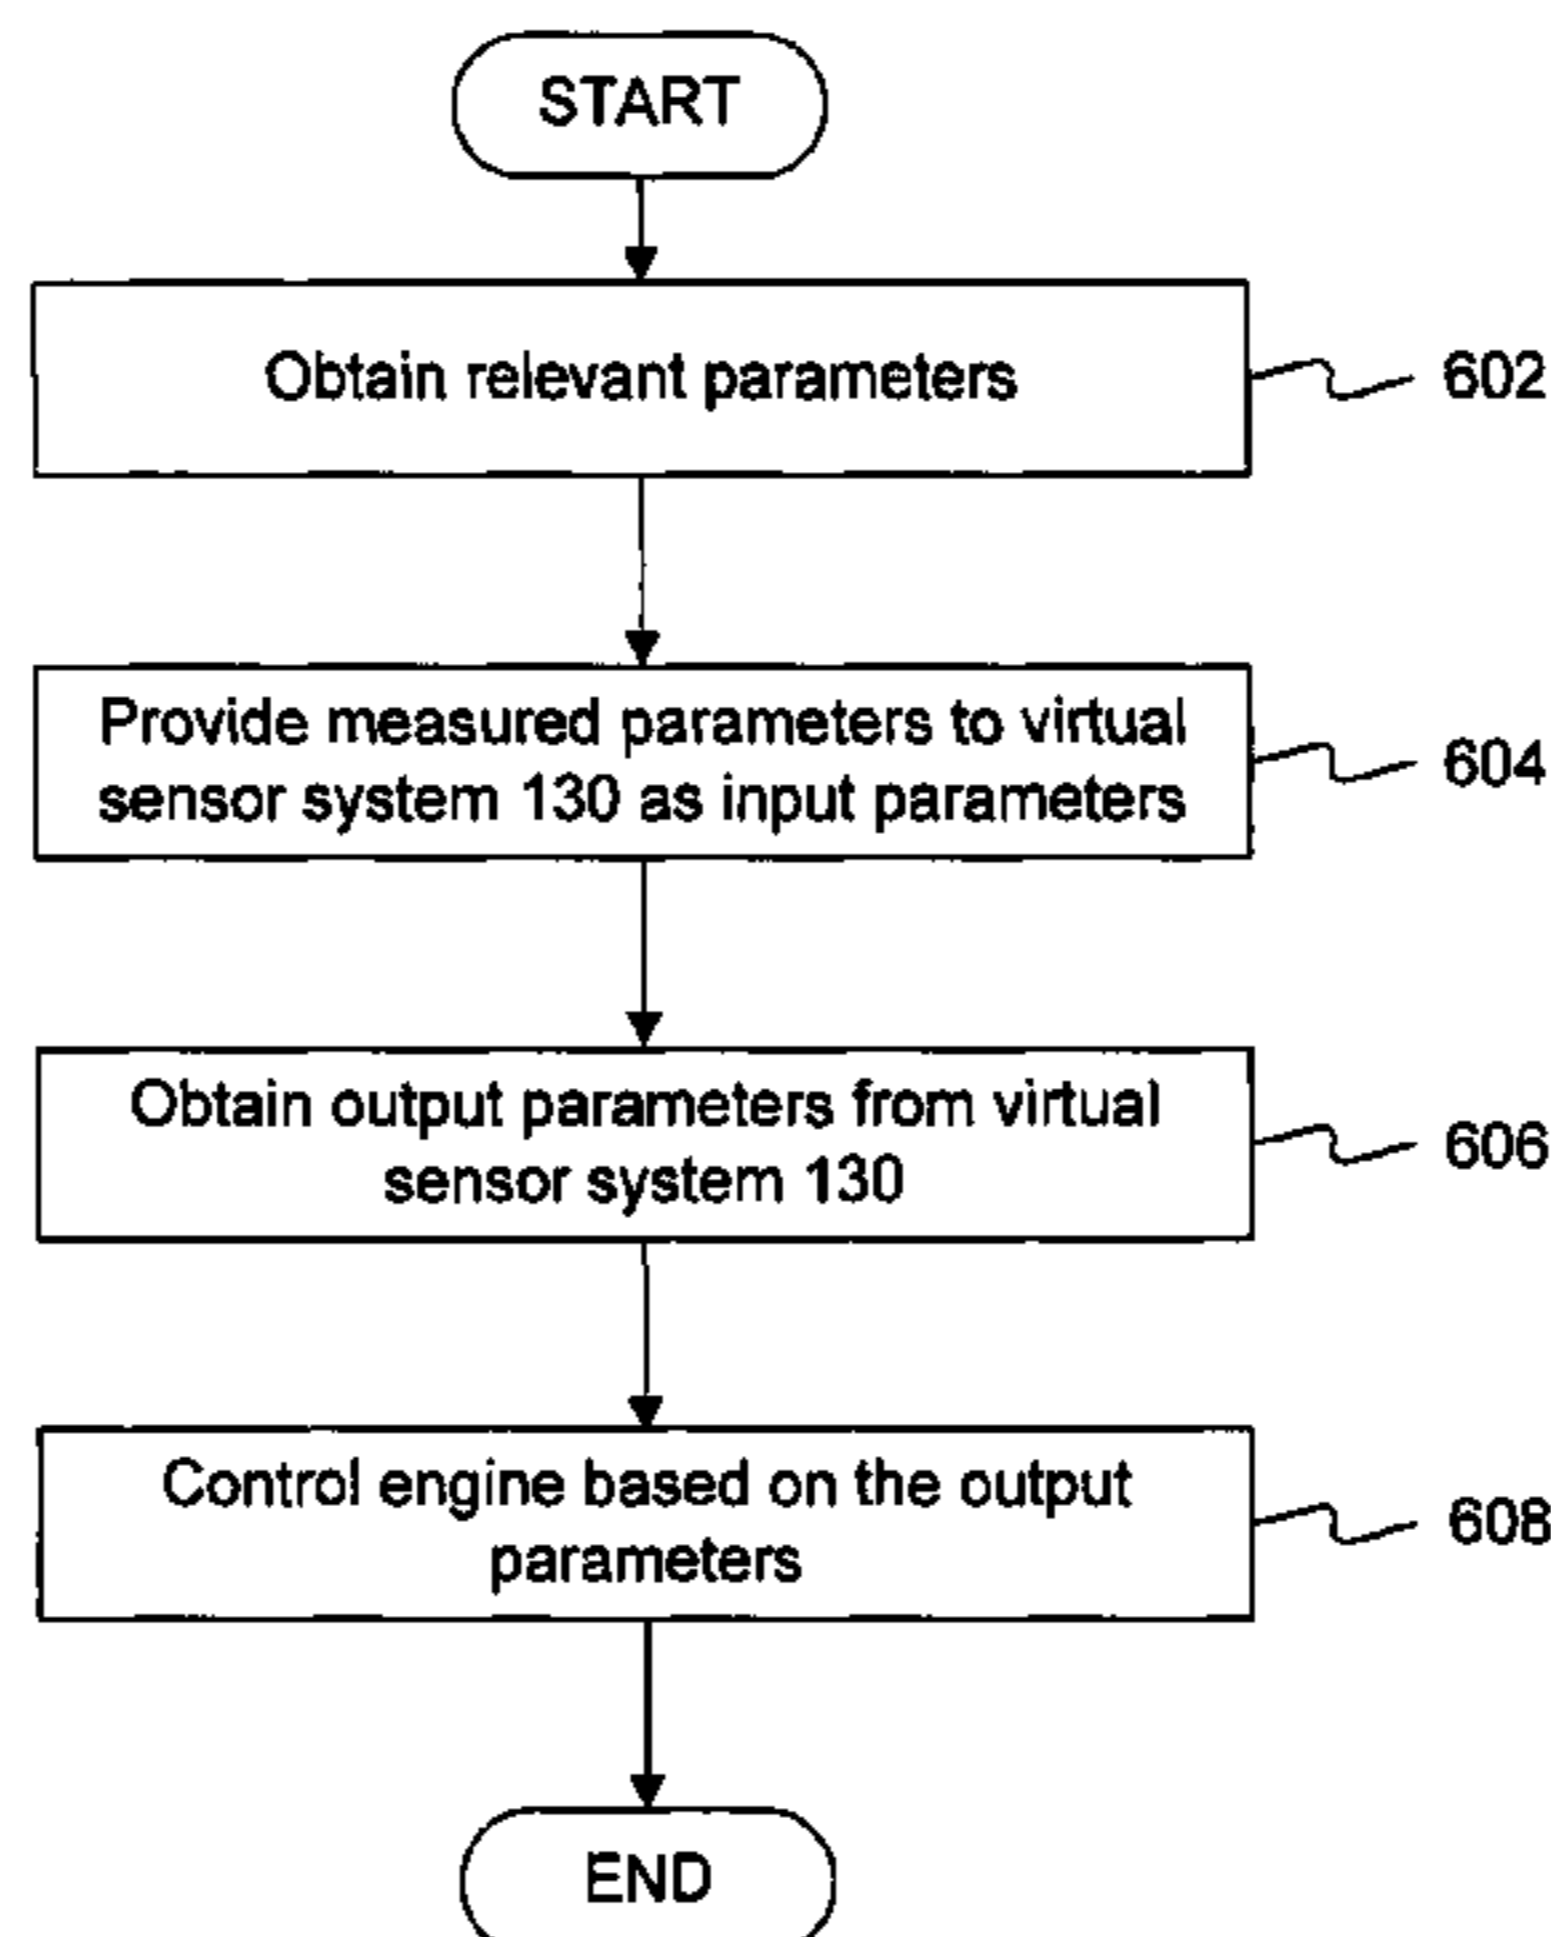 START
Obtain relevant parameters
602
Provide measured parameters to virtual
sensor system 130 as input parameters
604
Obtain output parameters from virtual
sensor system 130
606
Control engine based on the output
parameters
608
END